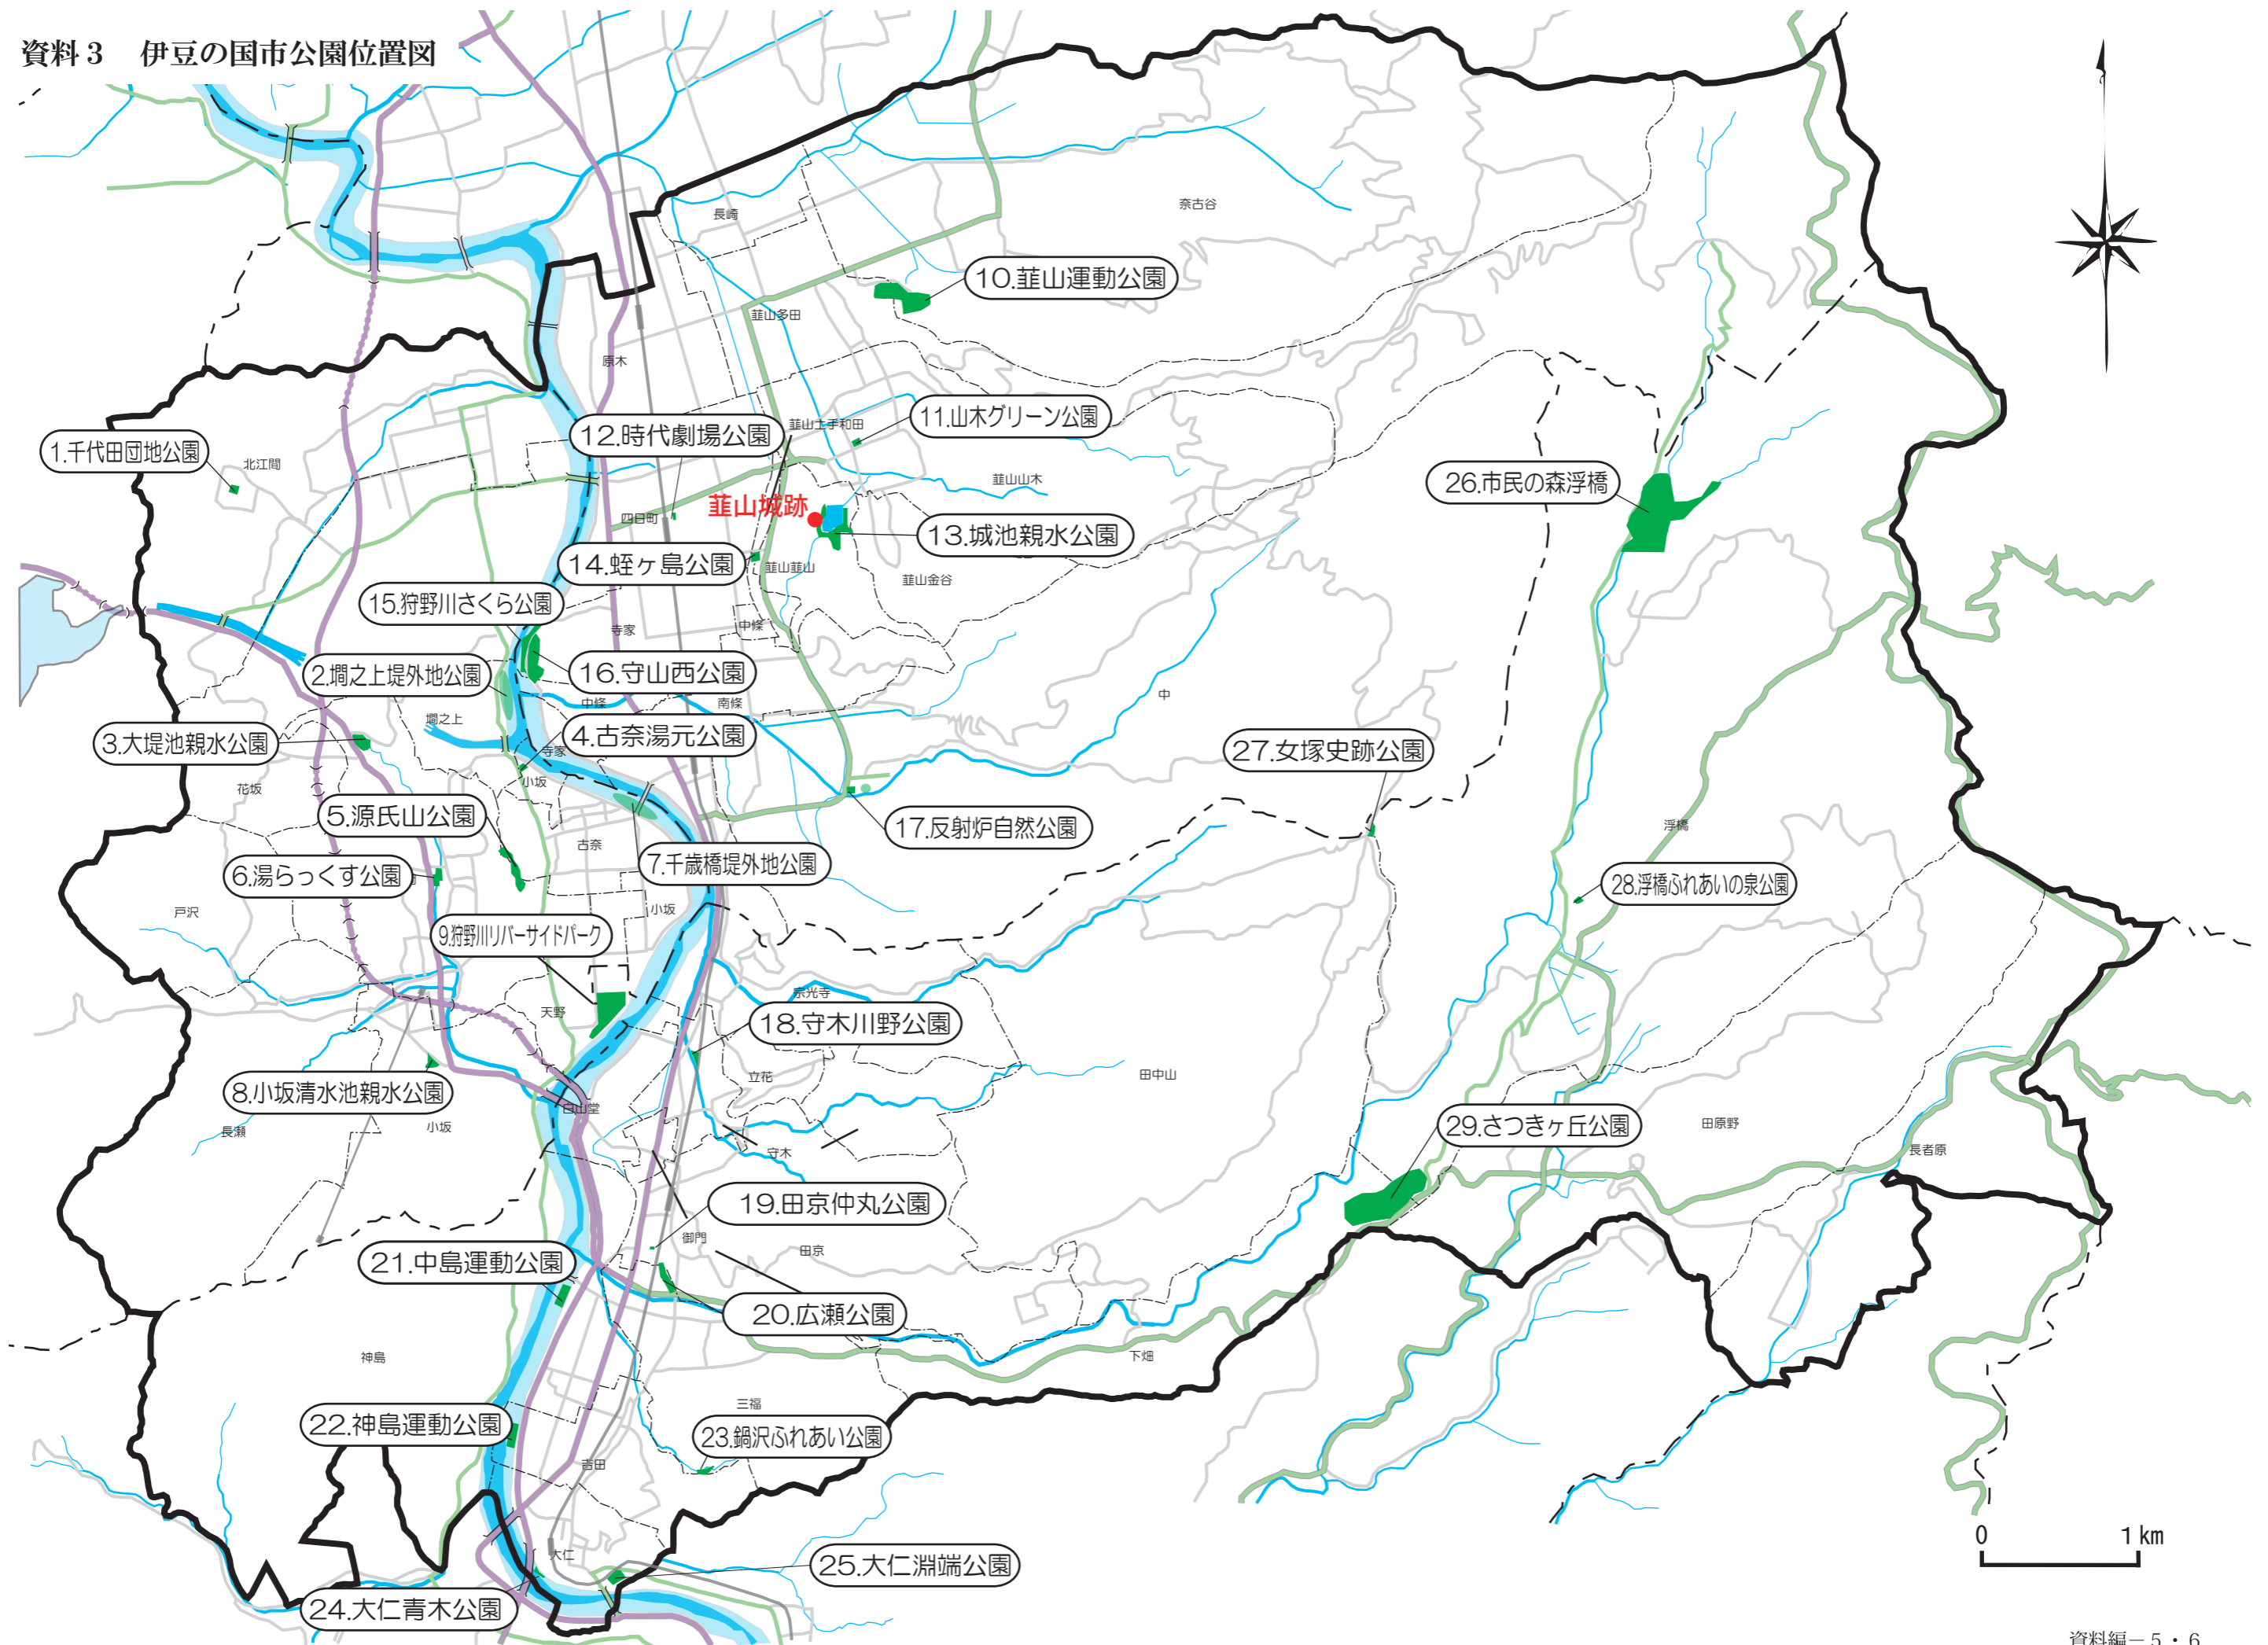 資料3 伊豆の国市公園位置図
長崎
奈古谷
10.韮山運動公園
韮山多田
原木
11.山木グリーン公園
12.時代劇場公園
韮山土手和田
1.千代田団地公園
北江間
韮山山木
26.市民の森浮橋
韮山城跡
四日町
13.城池親水公園
14.蛭ヶ島公園
韮山韮山
韮山金谷
15.狩野川さくら公園
寺家
中條
2.墹之上堤外地公園
16.守山西公園
中
中條
南條
墹之上
4.古奈湯元公園
3.大堤池親水公園
寺家
27.女塚史跡公園
小坂
花坂
5.源氏山公園
17.反射炉自然公園
浮橋
古奈
7.千歳橋堤外地公園
6.湯らっくす公園
28.浮橋ふれあいの泉公園
戸沢
小坂
9.狩野川リバーサイドパーク
宗光寺
天野
18.守木川野公園
立花
田中山
8.小坂清水池親水公園
白山堂
長瀬
小坂
29.さつきヶ丘公園
田原野
守木
長者原
19.田京仲丸公園
御門
田京
21.中島運動公園
20.広瀬公園
神島
下畑
三福
22.神島運動公園
23.鍋沢ふれあい公園
吉田
0 1km
大仁
25.大仁淵端公園
24.大仁青木公園
資料編－5・6